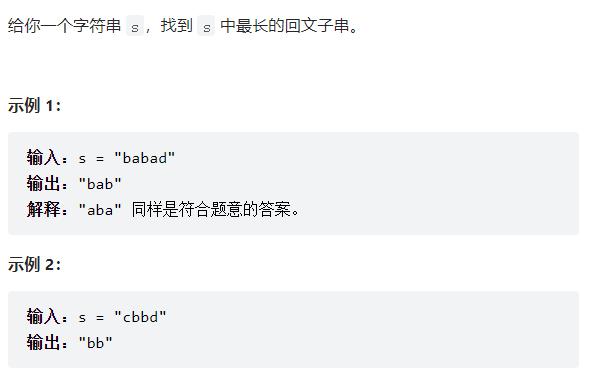 给你一个字符串 s，找到 s 中最长的回文子串。
示例 1：
输入：s = "babad"
输出："bab"
解释："aba" 同样是符合题意的答案。
示例 2：
输入：s = "cbbd"
输出："bb"